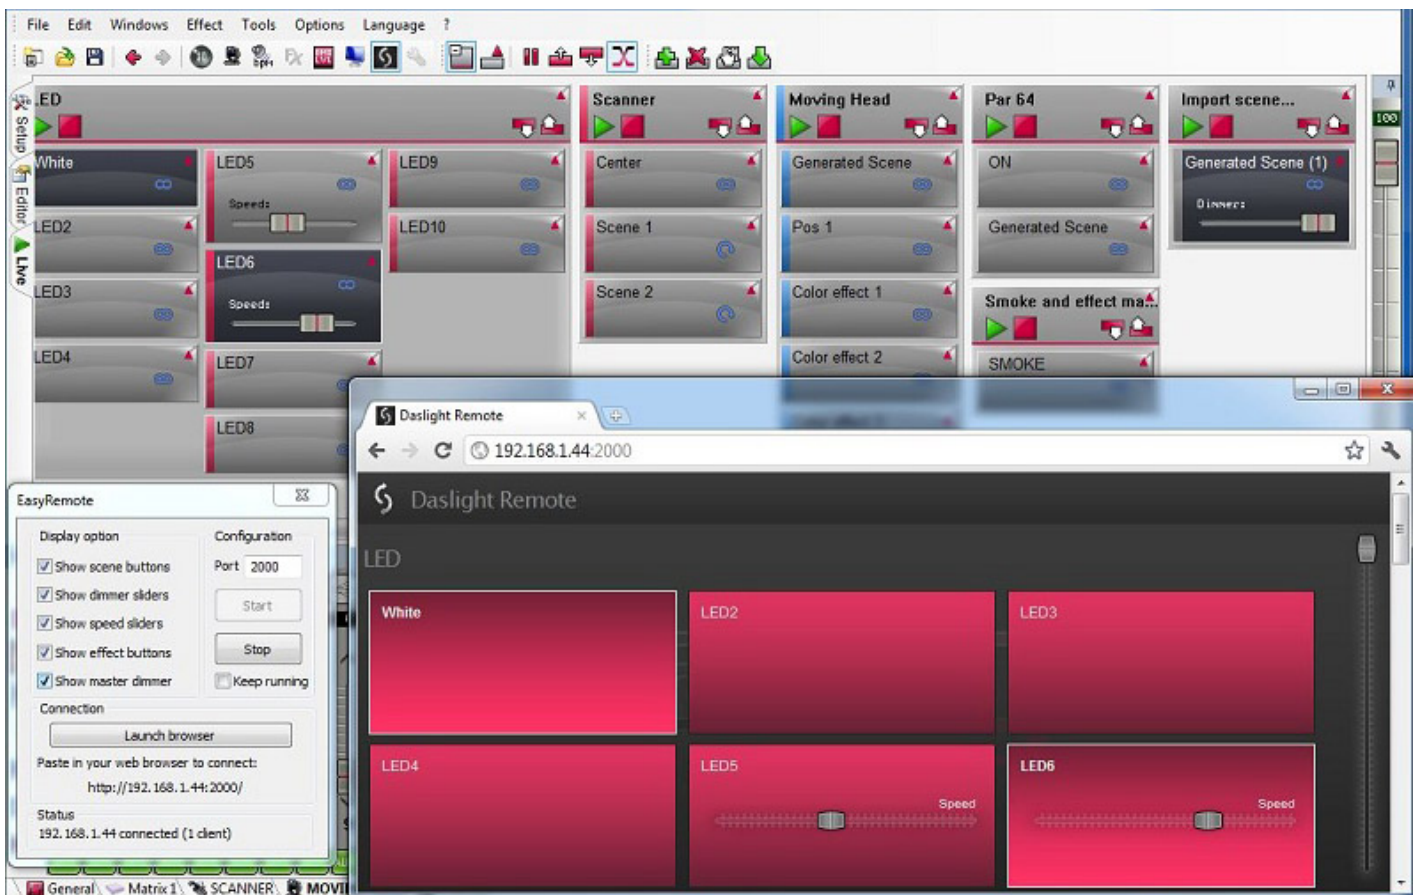 File Edit Windows Effect Tools Options Language ?
Setup
Editor
Live
LED
White
LED2
LED3
LED4
LED5
Speed:
LED6
Speed:
LED7
LED8
LED9
LED10
Scanner
Center
Scene 1
Scene 2
Moving Head
Generated Scene
Pos 1
Color effect 1
Color effect 2
Par 64
ON
Generated Scene
Smoke and effect ma...
SMOKE
Import scene...
Generated Scene (1)
Dimmer:
100
EasyRemote
Display option
Show scene buttons
Show dimmer sliders
Show speed sliders
Show effect buttons
Show master dimmer
Configuration
Port 2000
Start
Stop
Keep running
Connection
Launch browser
Paste in your web browser to connect:
http://192.168.1.44:2000/
Status
192.168.1.44 connected (1 client)
General Matrix 1 SCANNER MOVI
Daslight Remote
192.168.1.44:2000
Daslight Remote
LED
White LED2 LED3
LED4 LED5 LED6
Speed Speed